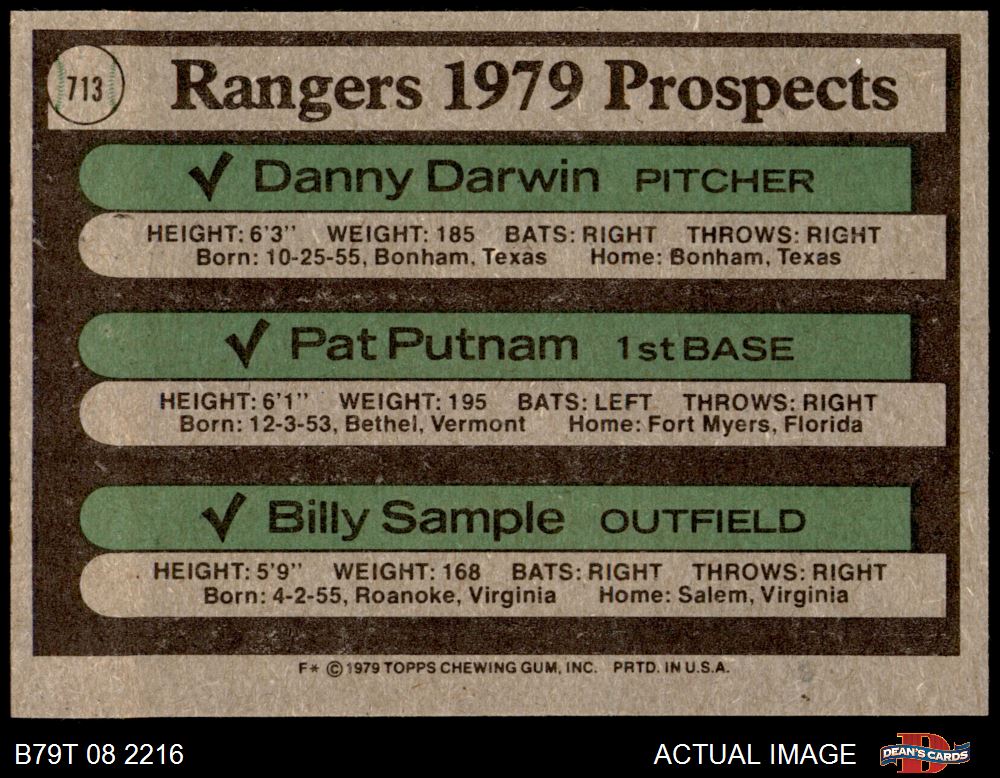 713
Rangers 1979 Prospects
✓ Danny Darwin PITCHER
HEIGHT: 6'3" WEIGHT: 185 BATS: RIGHT THROWS: RIGHT
Born: 10-25-55, Bonham, Texas Home: Bonham, Texas
✓ Pat Putnam 1st BASE
HEIGHT: 6'1" WEIGHT: 195 BATS: LEFT THROWS: RIGHT
Born: 12-3-53, Bethel, Vermont Home: Fort Myers, Florida
✓ Billy Sample OUTFIELD
HEIGHT: 5'9" WEIGHT: 168 BATS: RIGHT THROWS: RIGHT
Born: 4-2-55, Roanoke, Virginia Home: Salem, Virginia
F* © 1979 TOPPS CHEWING GUM, INC. PRTD. IN U.S.A.
B79T 08 2216 ACTUAL IMAGE
D
DEAN'S CARDS